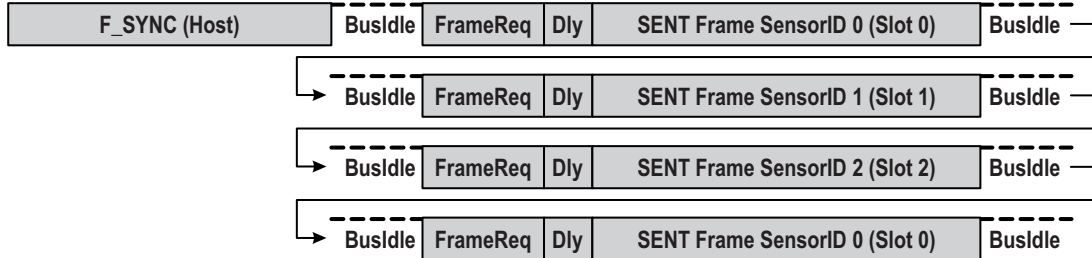 F_SYNC (Host) BusIdle FrameReq Dly SENT Frame SensorID 0 (Slot 0) BusIdle
BusIdle FrameReq Dly SENT Frame SensorID 1 (Slot 1) BusIdle
BusIdle FrameReq Dly SENT Frame SensorID 2 (Slot 2) BusIdle
BusIdle FrameReq Dly SENT Frame SensorID 0 (Slot 0) BusIdle